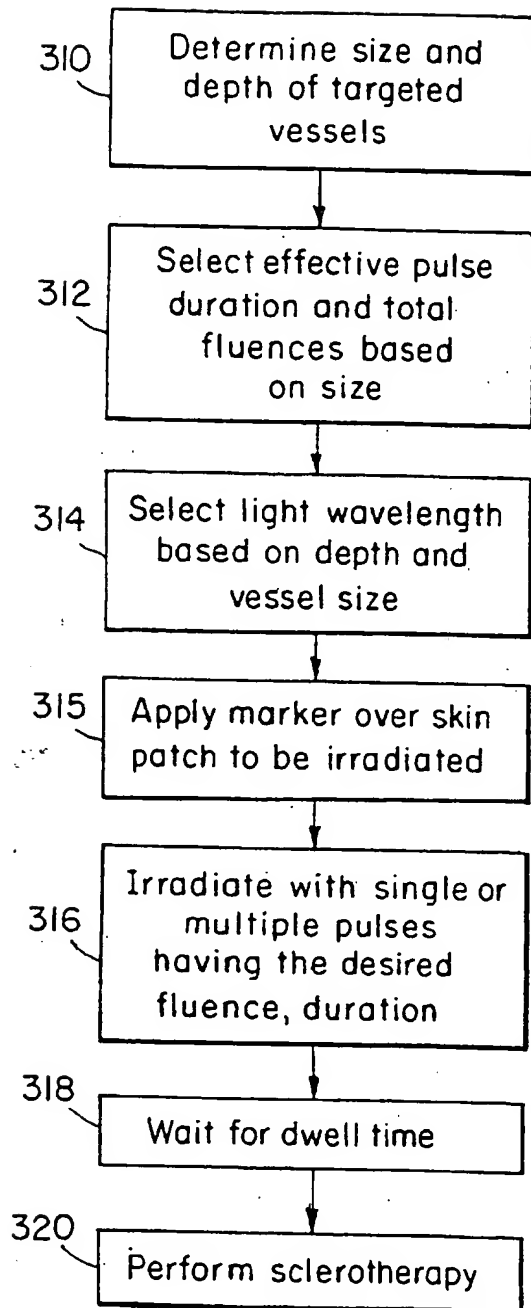 310
Determine size and
depth of targeted
vessels
312
Select effective pulse
duration and total
fluences based
on size
314
Select light wavelength
based on depth and
vessel size
315
Apply marker over skin
patch to be irradiated
316
Irradiate with single or
multiple pulses
having the desired
fluence, duration
318
Wait for dwell time
320
Perform sclerotherapy